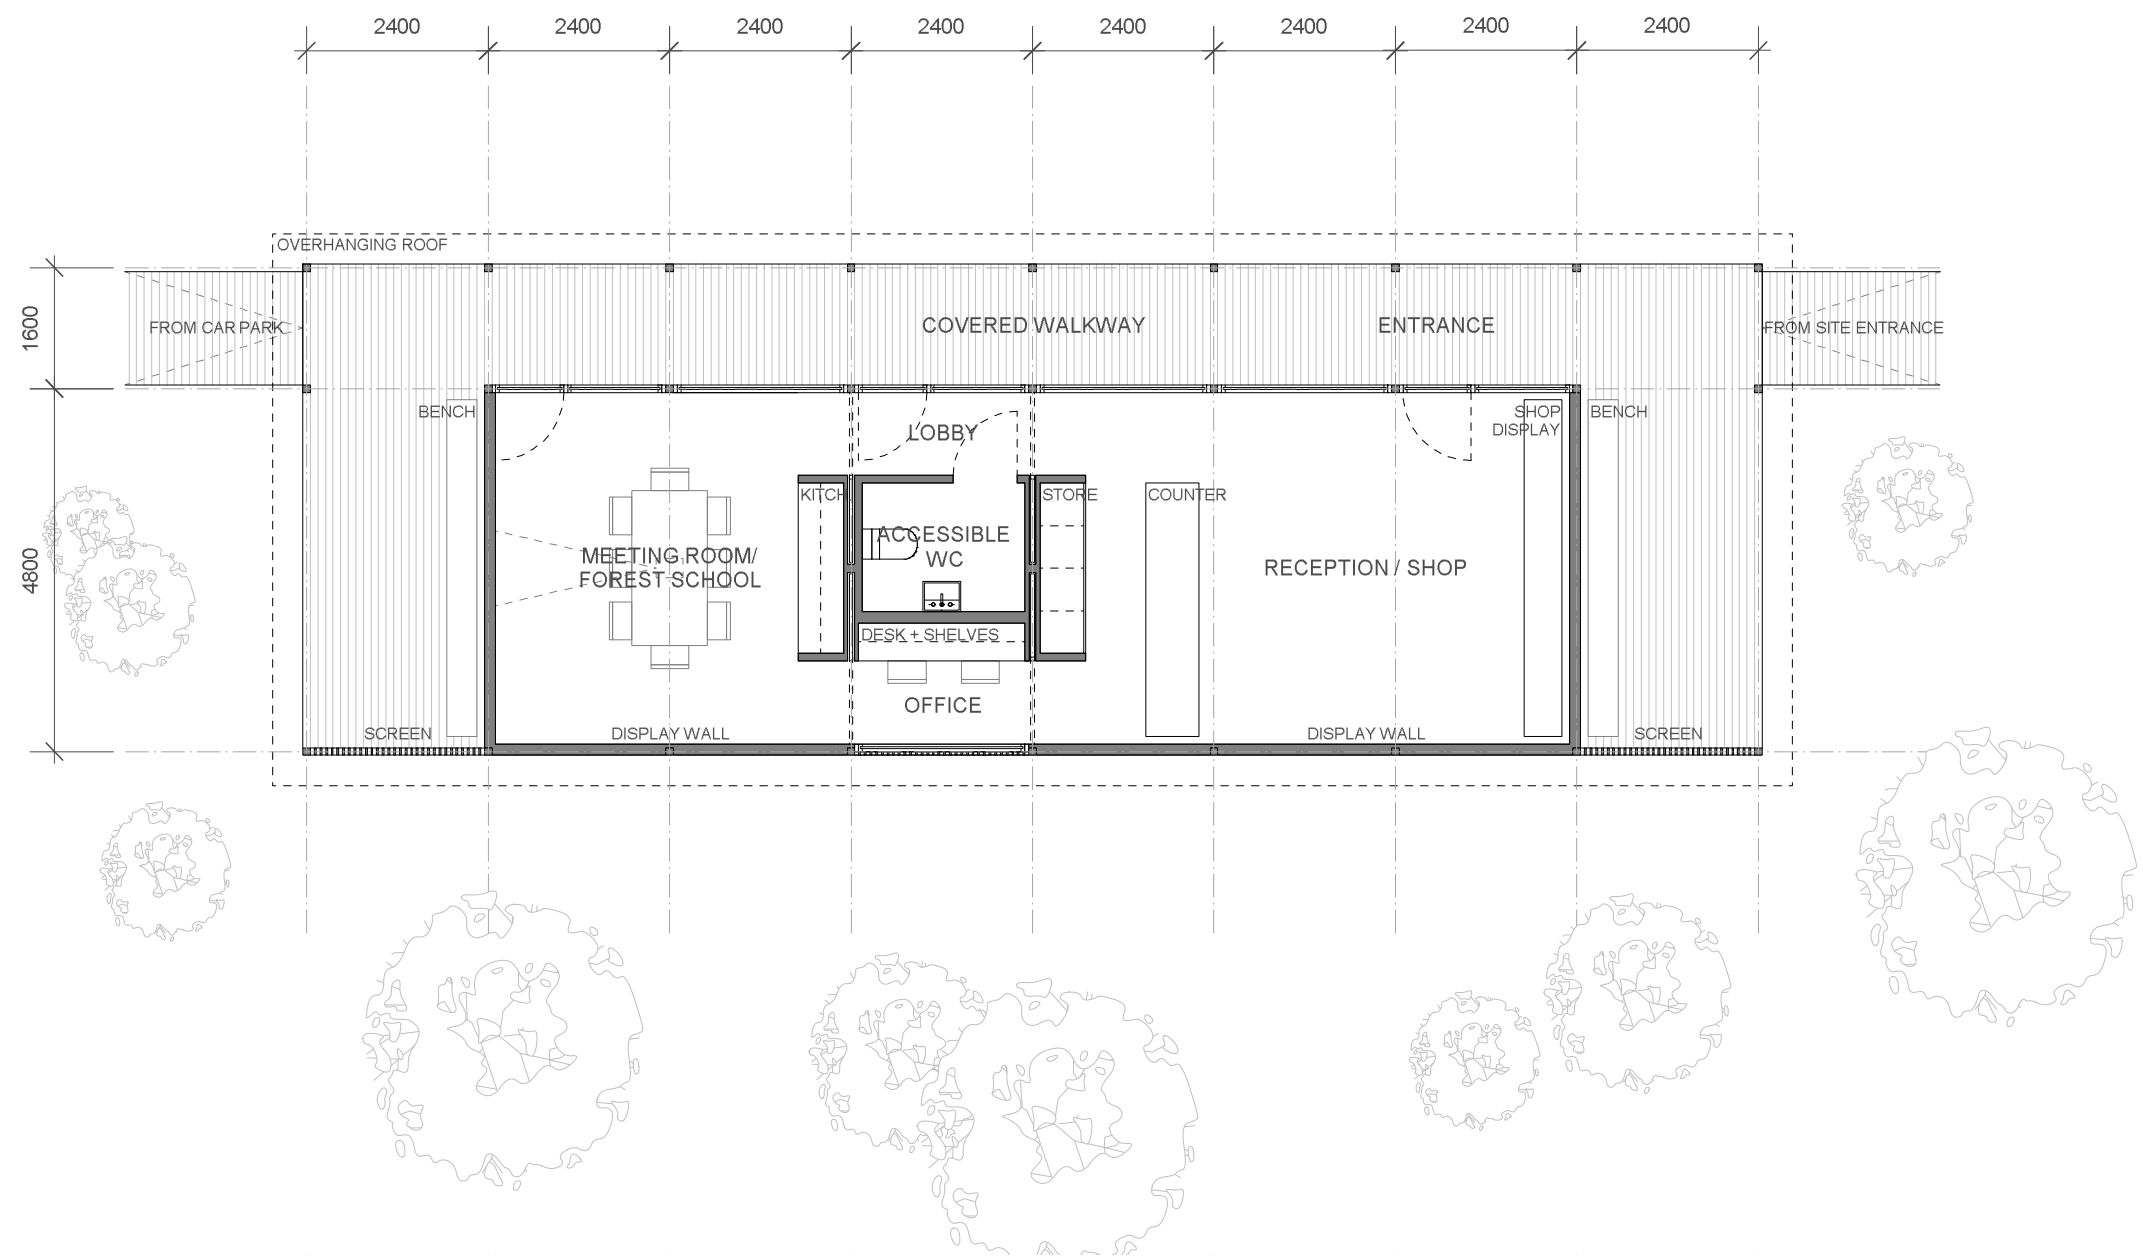 2400 2400 2400 2400 2400 2400 2400 2400
OVERHANGING ROOF
1600
FROM CAR PARK
COVERED WALKWAY
ENTRANCE
FROM SITE ENTRANCE
BENCH
LOBBY
SHOP
DISPLAY
BENCH
KITCH
STORE
COUNTER
4800
MEETING ROOM/
FOREST SCHOOL
ACCESSIBLE
WC
RECEPTION / SHOP
DESK + SHELVES
OFFICE
SCREEN
DISPLAY WALL
DISPLAY WALL
SCREEN